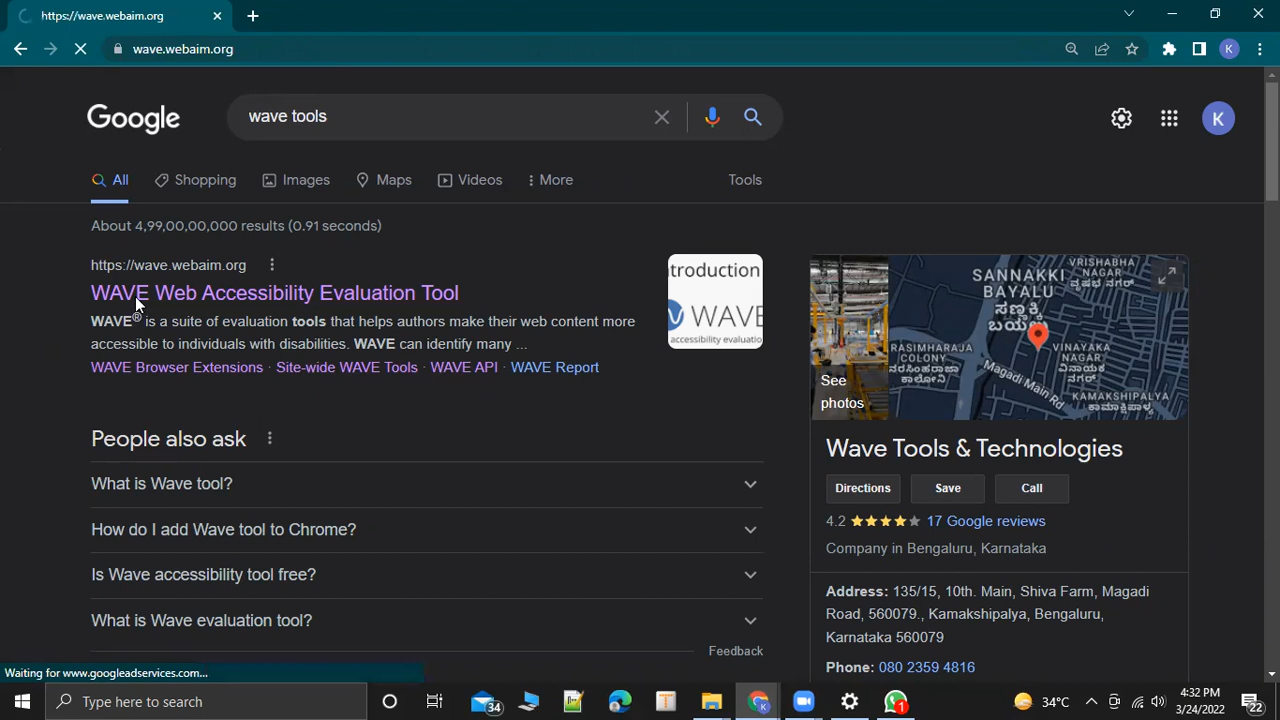 https://wave.webaim.org
wave.webaim.org
K
Google
wave tools
K
All
Shopping
Images
Maps
Videos
More
Tools
About 4,99,00,00,000 results (0.91 seconds)
https://wave.webaim.org
WAVE Web Accessibility Evaluation Tool
WAVE® is a suite of evaluation tools that helps authors make their web content more
accessible to individuals with disabilities. WAVE can identify many ...
WAVE Browser Extensions · Site-wide WAVE Tools · WAVE API · WAVE Report
troduction
WAVE
accessibility evaluatio
People also ask
What is Wave tool?
How do I add Wave tool to Chrome?
Is Wave accessibility tool free?
What is Wave evaluation tool?
Feedback
See
photos
SANNAKKI
BAYALU
ಸಣ್ಣಕ್ಕಿ
ಬಯಲು
VRISHABHA
NAGAR
ವೃಷಭಾ
ನಗರ
RASIMHARAJA
COLONY
VINAYAKA
NAGAR
ವಿನಾಯಕ
ನಗರ
Magadi Main Rd
KAMAKSHIPALYA
Wave Tools & Technologies
Directions
Save
Call
4.2 ★★★★★ 17 Google reviews
Company in Bengaluru, Karnataka
Address: 135/15, 10th. Main, Shiva Farm, Magadi
Road, 560079., Kamakshipalya, Bengaluru,
Karnataka 560079
Phone: 080 2359 4816
Waiting for www.googleadservices.com...
Type here to search
34
1
34°C
4:32 PM
3/24/2022
22